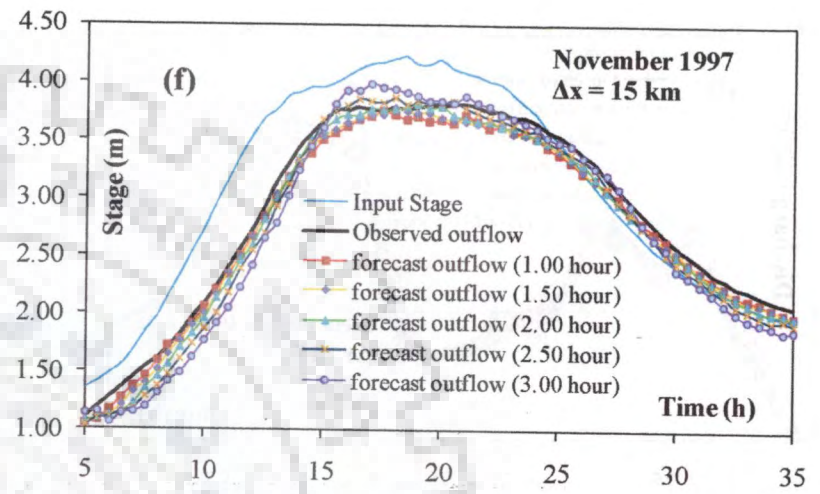 4.50
4.00
3.50
3.00
2.50
2.00
1.50
1.00
Stage (m)
(f)
November 1997
Δx = 15 km
Input Stage
Observed outflow
forecast outflow (1.00 hour)
forecast outflow (1.50 hour)
forecast outflow (2.00 hour)
forecast outflow (2.50 hour)
forecast outflow (3.00 hour)
Time (h)
5 10 15 20 25 30 35